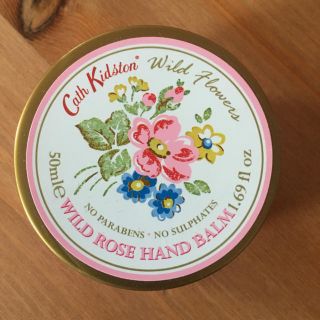 Cath Kidston® Wild Flowers
NO PARABENS · NO SULPHATES
50ml℮ WILD ROSE HAND BALM 1.69 fl oz